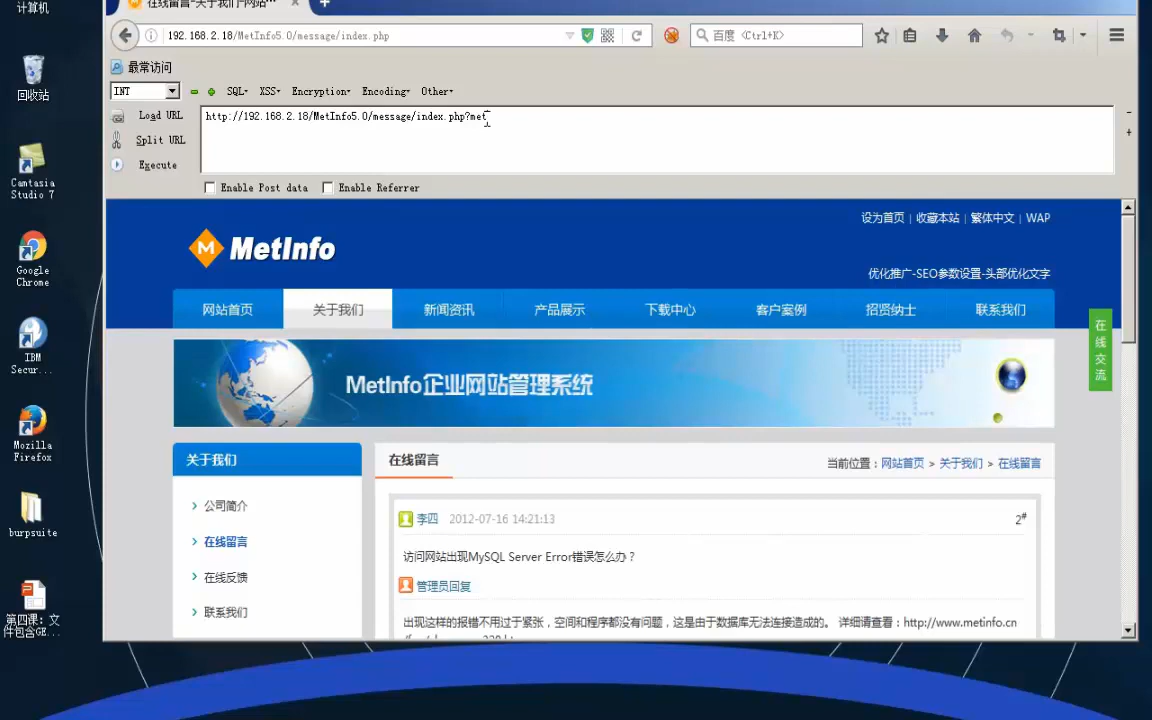 计算机
回收站
Camtasia
Studio 7
Google
Chrome
IBM
Secur...
Mozilla
Firefox
burpsuite
第四课：文
件包含GE...
在线留言-关于我们-网站···
192.168.2.18/MetInfo5.0/message/index.php
百度 <Ctrl+K>
最常访问
INT
SQL- XSS- Encryption- Encoding- Other-
Load URL
Split URL
Execute
http://192.168.2.18/MetInfo5.0/message/index.php?met
Enable Post data
Enable Referrer
设为首页 | 收藏本站 | 繁体中文 | WAP
MetInfo
优化推广-SEO参数设置-头部优化文字
网站首页 关于我们 新闻资讯 产品展示 下载中心 客户案例 招贤纳士 联系我们
在线交流
MetInfo企业网站管理系统
关于我们
公司简介
在线留言
在线反馈
联系我们
在线留言
当前位置：网站首页 > 关于我们 > 在线留言
李四 2012-07-16 14:21:13 2#
访问网站出现MySQL Server Error错误怎么办？
管理员回复
出现这样的报错不用过于紧张，空间和程序都没有问题，这是由于数据库无法连接造成的。 详细请查看：http://www.metinfo.cn